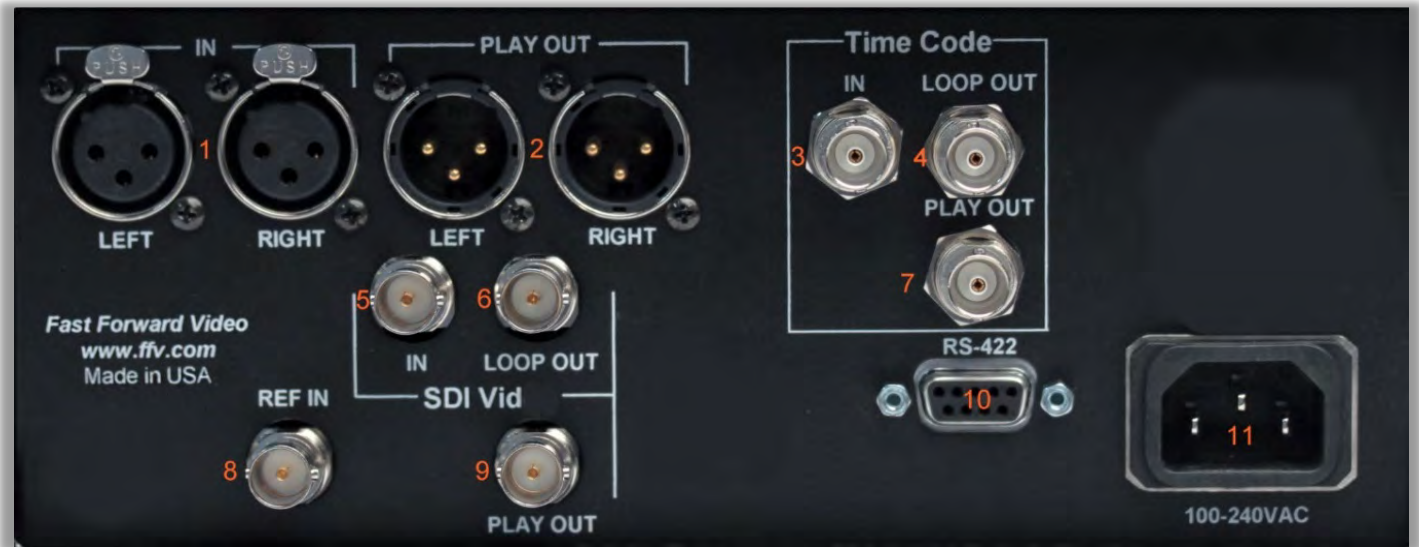 IN
PUSH
PUSH
1
LEFT
RIGHT
PLAY OUT
2
LEFT
RIGHT
Time Code
IN
LOOP OUT
3
4
PLAY OUT
7
5
6
IN
LOOP OUT
SDI Vid
Fast Forward Video
www.ffv.com
Made in USA
REF IN
8
9
PLAY OUT
RS-422
10
11
100-240VAC